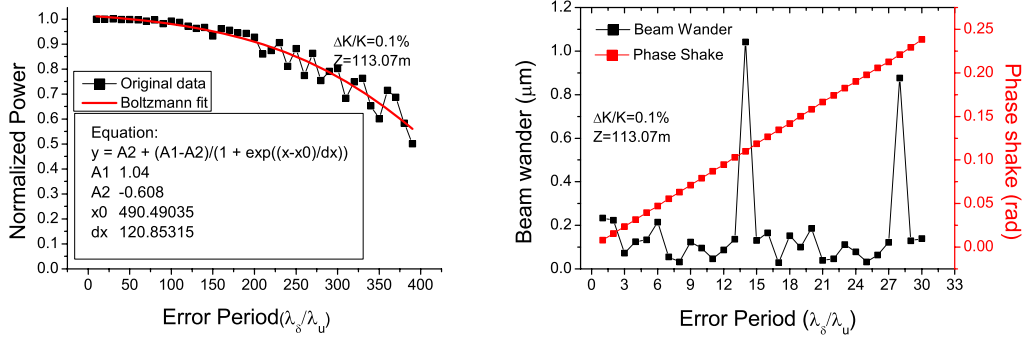 1.0
0.9
0.8
0.7
0.6
0.5
0.4
0.3
0.2
0.1
0.0
Normalized Power
ΔK/K=0.1%
Z=113.07m
Original data
Boltzmann fit
Equation:
y = A2 + (A1-A2)/(1 + exp((x-x0)/dx))
A1 1.04
A2 -0.608
x0 490.49035
dx 120.85315
0 50 100 150 200 250 300 350 400
Error Period(λδ/λu)
1.2
1.0
0.8
0.6
0.4
0.2
0.0
Beam wander (μm)
Beam Wander
Phase Shake
ΔK/K=0.1%
Z=113.07m
0.25
0.20
0.15
0.10
0.05
0.00
Phase shake (rad)
0 3 6 9 12 15 18 21 24 27 30 33
Error Period (λδ/λu)